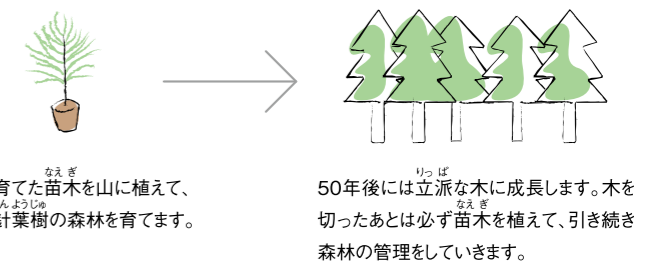 育てた苗木を山に植えて、
葉樹の森林を育てます。
50年後には立派な木に成長します。木を
切ったあとは必ず苗木を植えて、引き続き
森林の管理をしていきます。